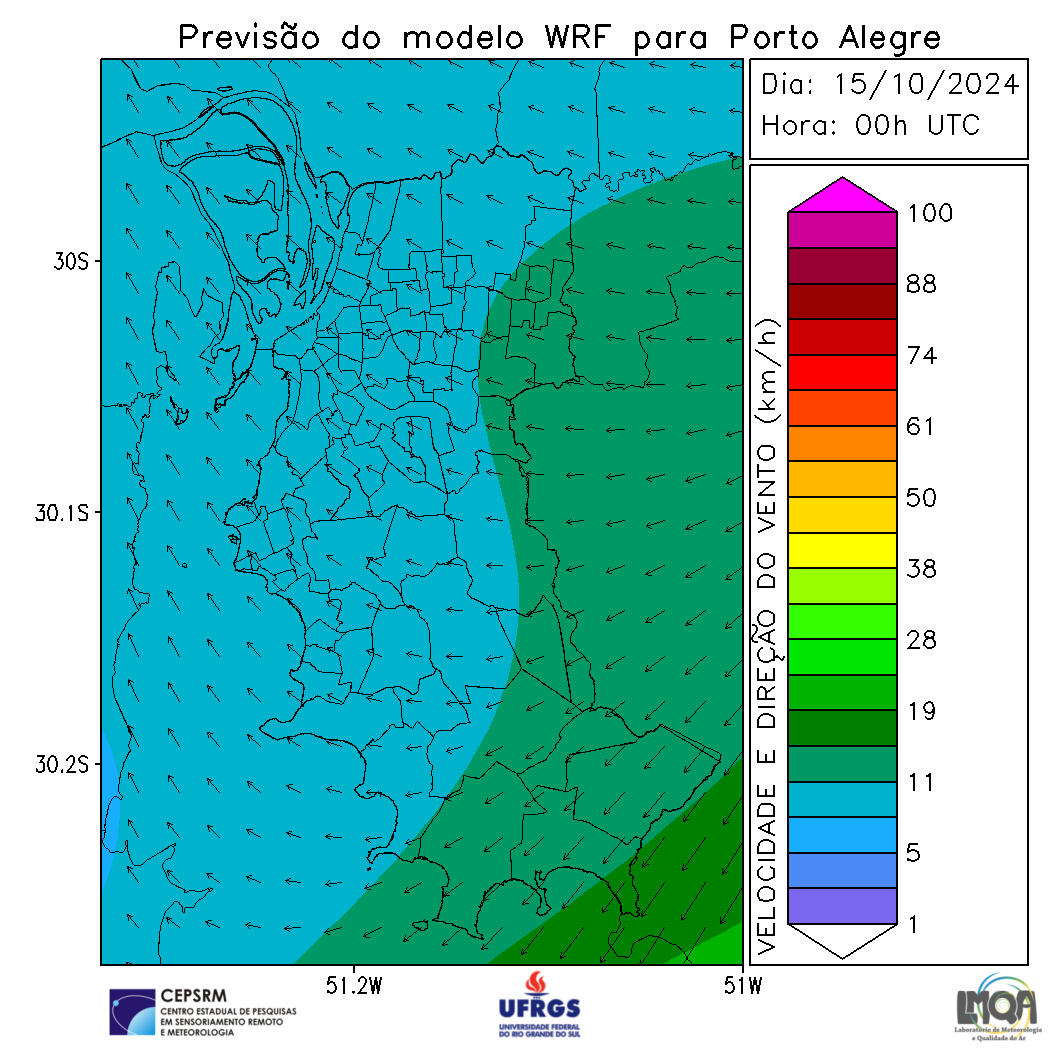 Previsão do modelo WRF para Porto Alegre
Dia: 15/10/2024
Hora: 00h UTC
30S
30.1S
30.2S
51.2W
51W
VELOCIDADE E DIREÇÃO DO VENTO (km/h)
100
88
74
61
50
38
28
19
11
5
1
CEPSRM
CENTRO ESTADUAL DE PESQUISAS
EM SENSORIAMENTO REMOTO
E METEOROLOGIA
UFRGS
UNIVERSIDADE FEDERAL
DO RIO GRANDE DO SUL
LMQA
Laboratório de Meteorologia
e Qualidade do Ar